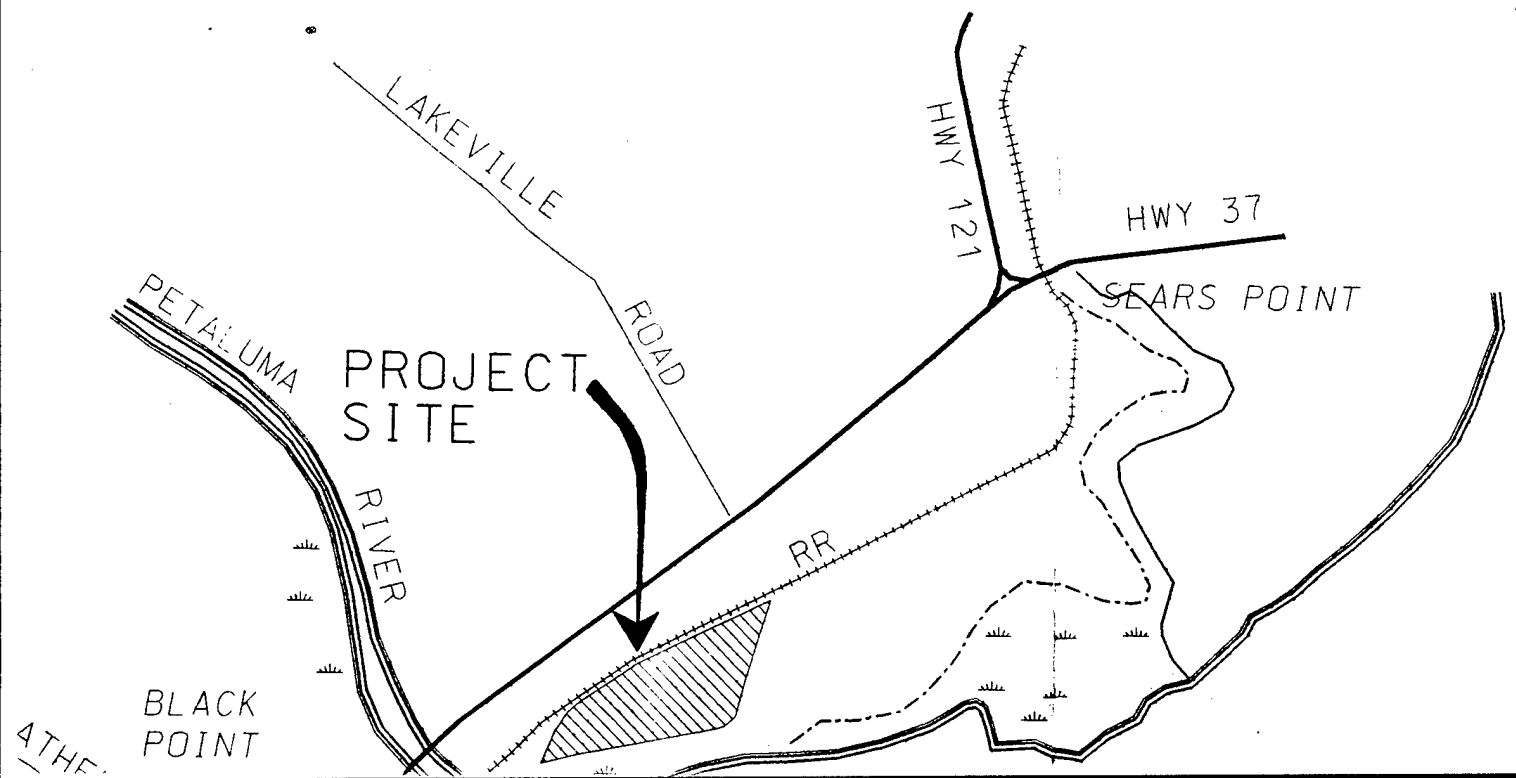 LAKEVILLE
ROAD
HWY 121
HWY 37
SEARS POINT
PETALUMA
RIVER
PROJECT
SITE
RR
BLACK
POINT